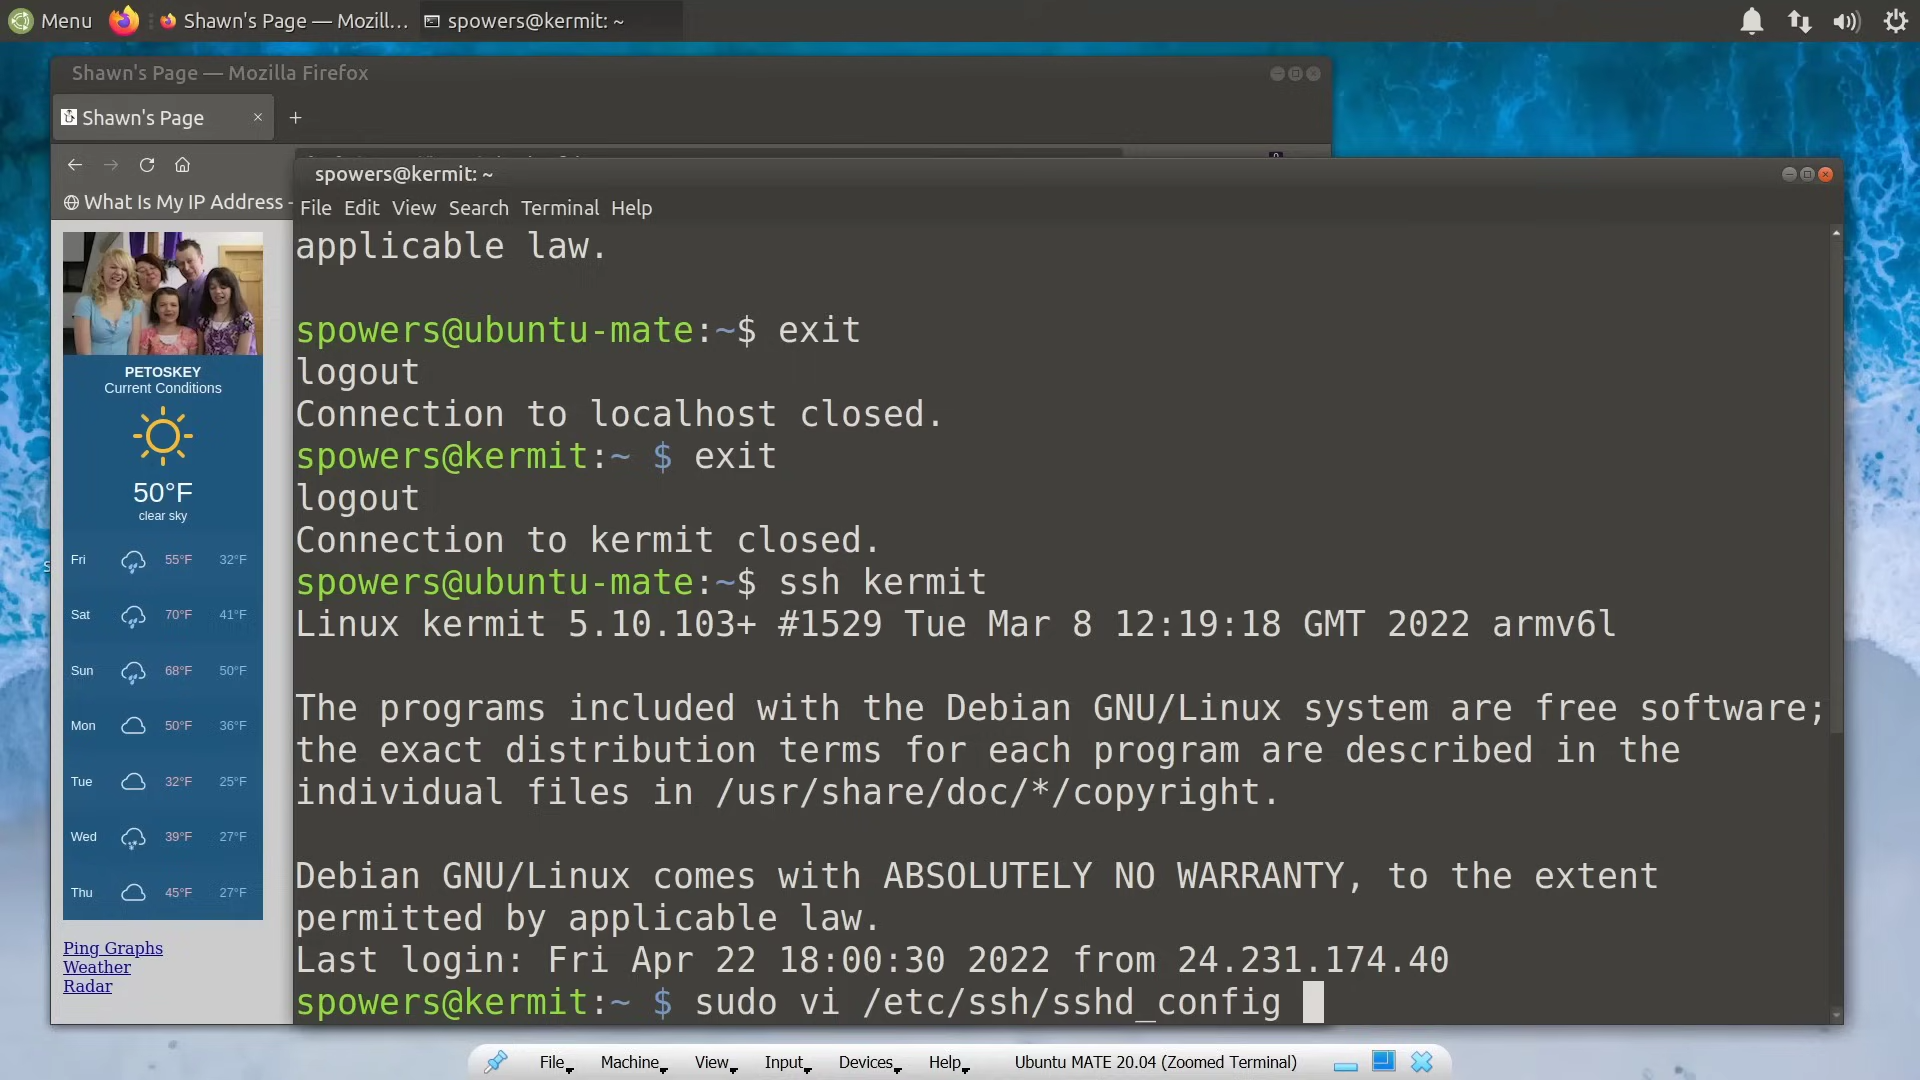 Menu
Shawn's Page — Mozill...
spowers@kermit: ~
Shawn's Page — Mozilla Firefox
Shawn's Page
What Is My IP Address
spowers@kermit: ~
File Edit View Search Terminal Help
PETOSKEY
Current Conditions
50°F
clear sky
Fri 55°F 32°F
Sat 70°F 41°F
Sun 68°F 50°F
Mon 50°F 36°F
Tue 32°F 25°F
Wed 39°F 27°F
Thu 45°F 27°F
Ping Graphs
Weather
Radar
applicable law.
spowers@ubuntu-mate:~$ exit
logout
Connection to localhost closed.
spowers@kermit:~ $ exit
logout
Connection to kermit closed.
spowers@ubuntu-mate:~$ ssh kermit
Linux kermit 5.10.103+ #1529 Tue Mar 8 12:19:18 GMT 2022 armv6l
The programs included with the Debian GNU/Linux system are free software;
the exact distribution terms for each program are described in the
individual files in /usr/share/doc/*/copyright.
Debian GNU/Linux comes with ABSOLUTELY NO WARRANTY, to the extent
permitted by applicable law.
Last login: Fri Apr 22 18:00:30 2022 from 24.231.174.40
spowers@kermit:~ $ sudo vi /etc/ssh/sshd_config
File Machine View Input Devices Help Ubuntu MATE 20.04 (Zoomed Terminal)